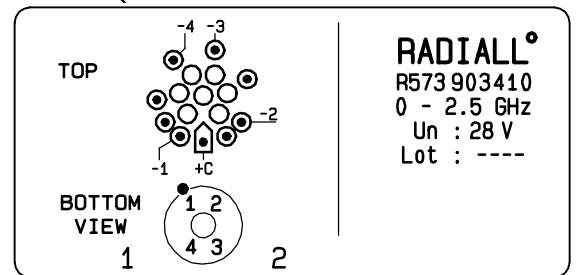 -4 -3
TOP
-2
-1 +C
BOTTOM
VIEW
1 2
4 3
1 2
RADIALL°
R573 903410
0 - 2.5 GHz
Un : 28 V
Lot : ----